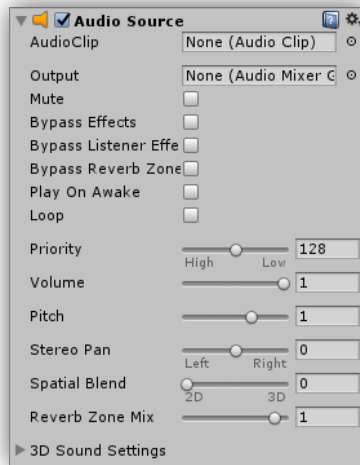 Audio Source
AudioClip None (Audio Clip)
Output None (Audio Mixer G
Mute
Bypass Effects
Bypass Listener Effe
Bypass Reverb Zone
Play On Awake
Loop
Priority 128
High Low
Volume 1
Pitch 1
Stereo Pan 0
Left Right
Spatial Blend 0
2D 3D
Reverb Zone Mix 1
3D Sound Settings